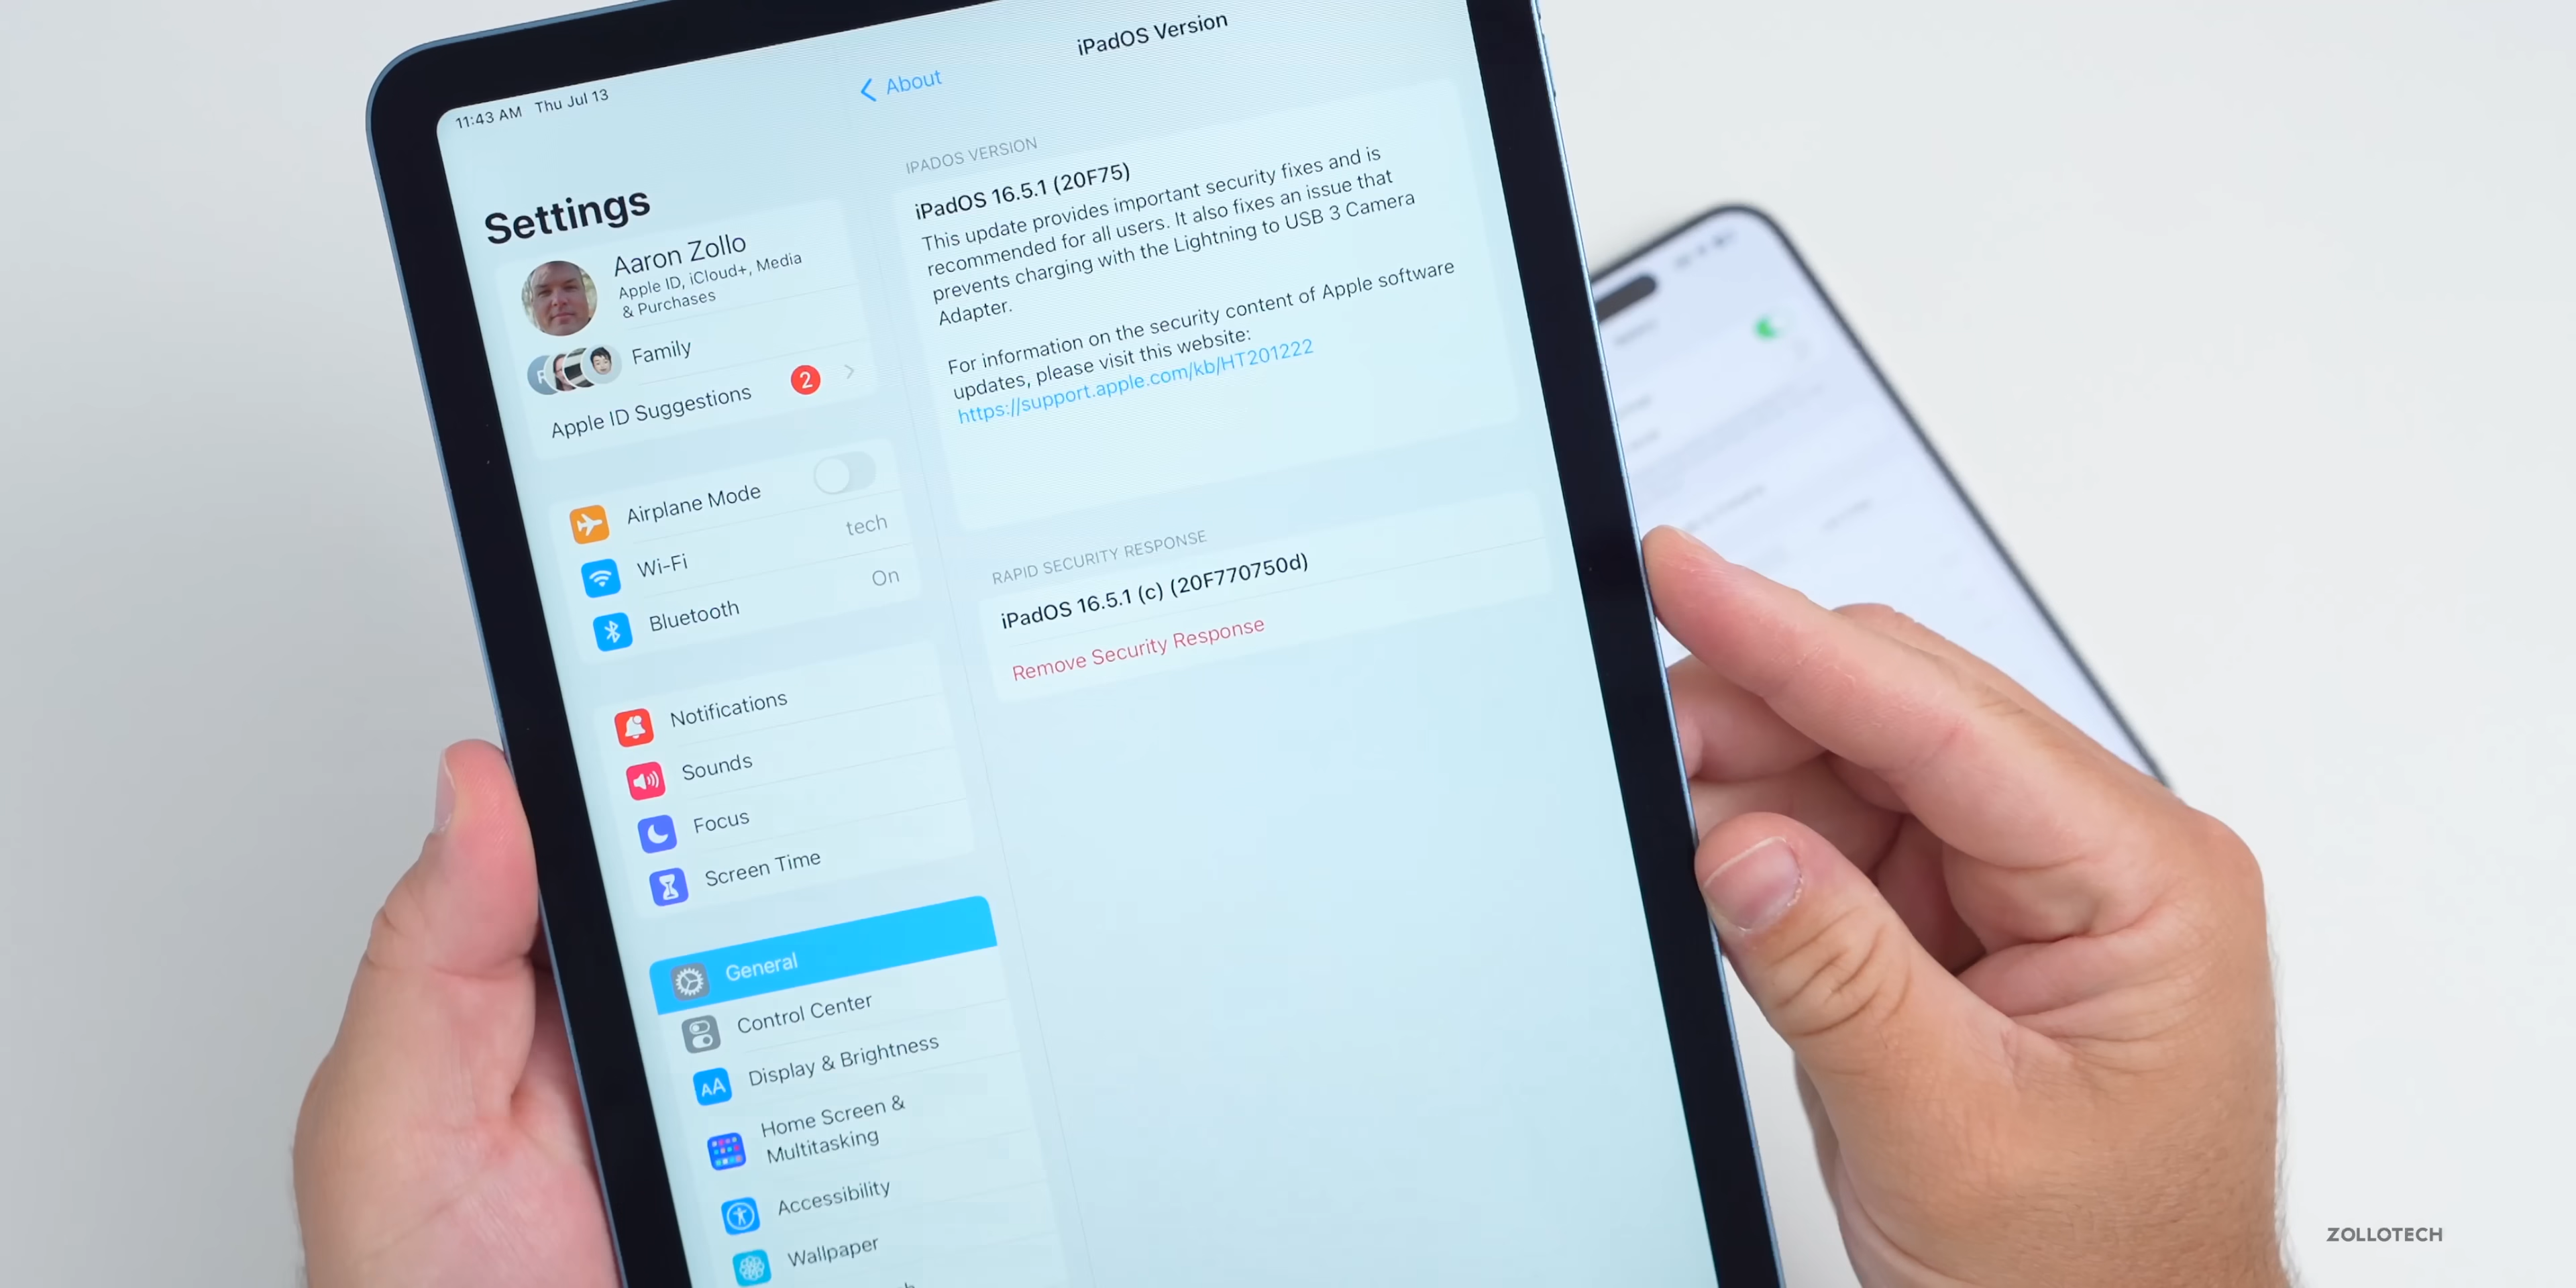 11:43 AM Thu Jul 13
Settings
Aaron Zollo
Apple ID, iCloud+, Media
& Purchases
Family
Apple ID Suggestions 2
Airplane Mode
Wi-Fi tech
Bluetooth On
Notifications
Sounds
Focus
Screen Time
General
Control Center
Display & Brightness
Home Screen &
Multitasking
Accessibility
Wallpaper
About
iPadOS Version
IPADOS VERSION
iPadOS 16.5.1 (20F75)
This update provides important security fixes and is
recommended for all users. It also fixes an issue that
prevents charging with the Lightning to USB 3 Camera
Adapter.
For information on the security content of Apple software
updates, please visit this website:
https://support.apple.com/kb/HT201222
RAPID SECURITY RESPONSE
iPadOS 16.5.1 (c) (20F770750d)
Remove Security Response
ZOLLOTECH